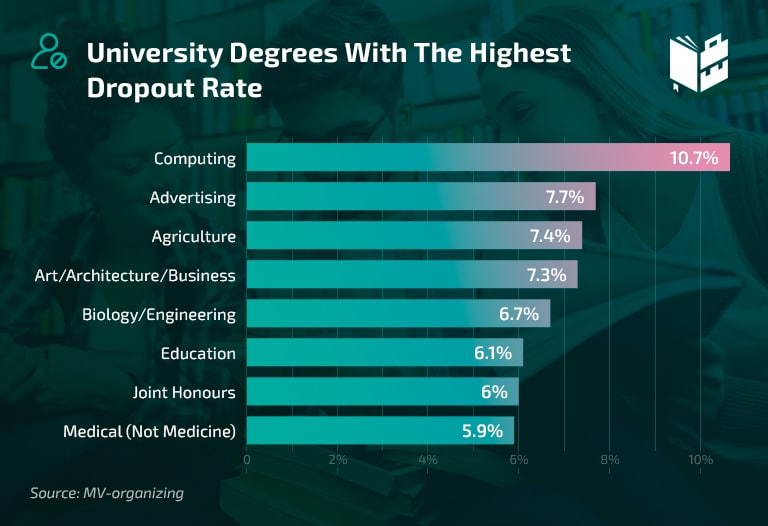 University Degrees With The Highest
Dropout Rate
Computing 10.7%
Advertising 7.7%
Agriculture 7.4%
Art/Architecture/Business 7.3%
Biology/Engineering 6.7%
Education 6.1%
Joint Honours 6%
Medical (Not Medicine) 5.9%
0 2% 4% 6% 8% 10%
Source: MV-organizing